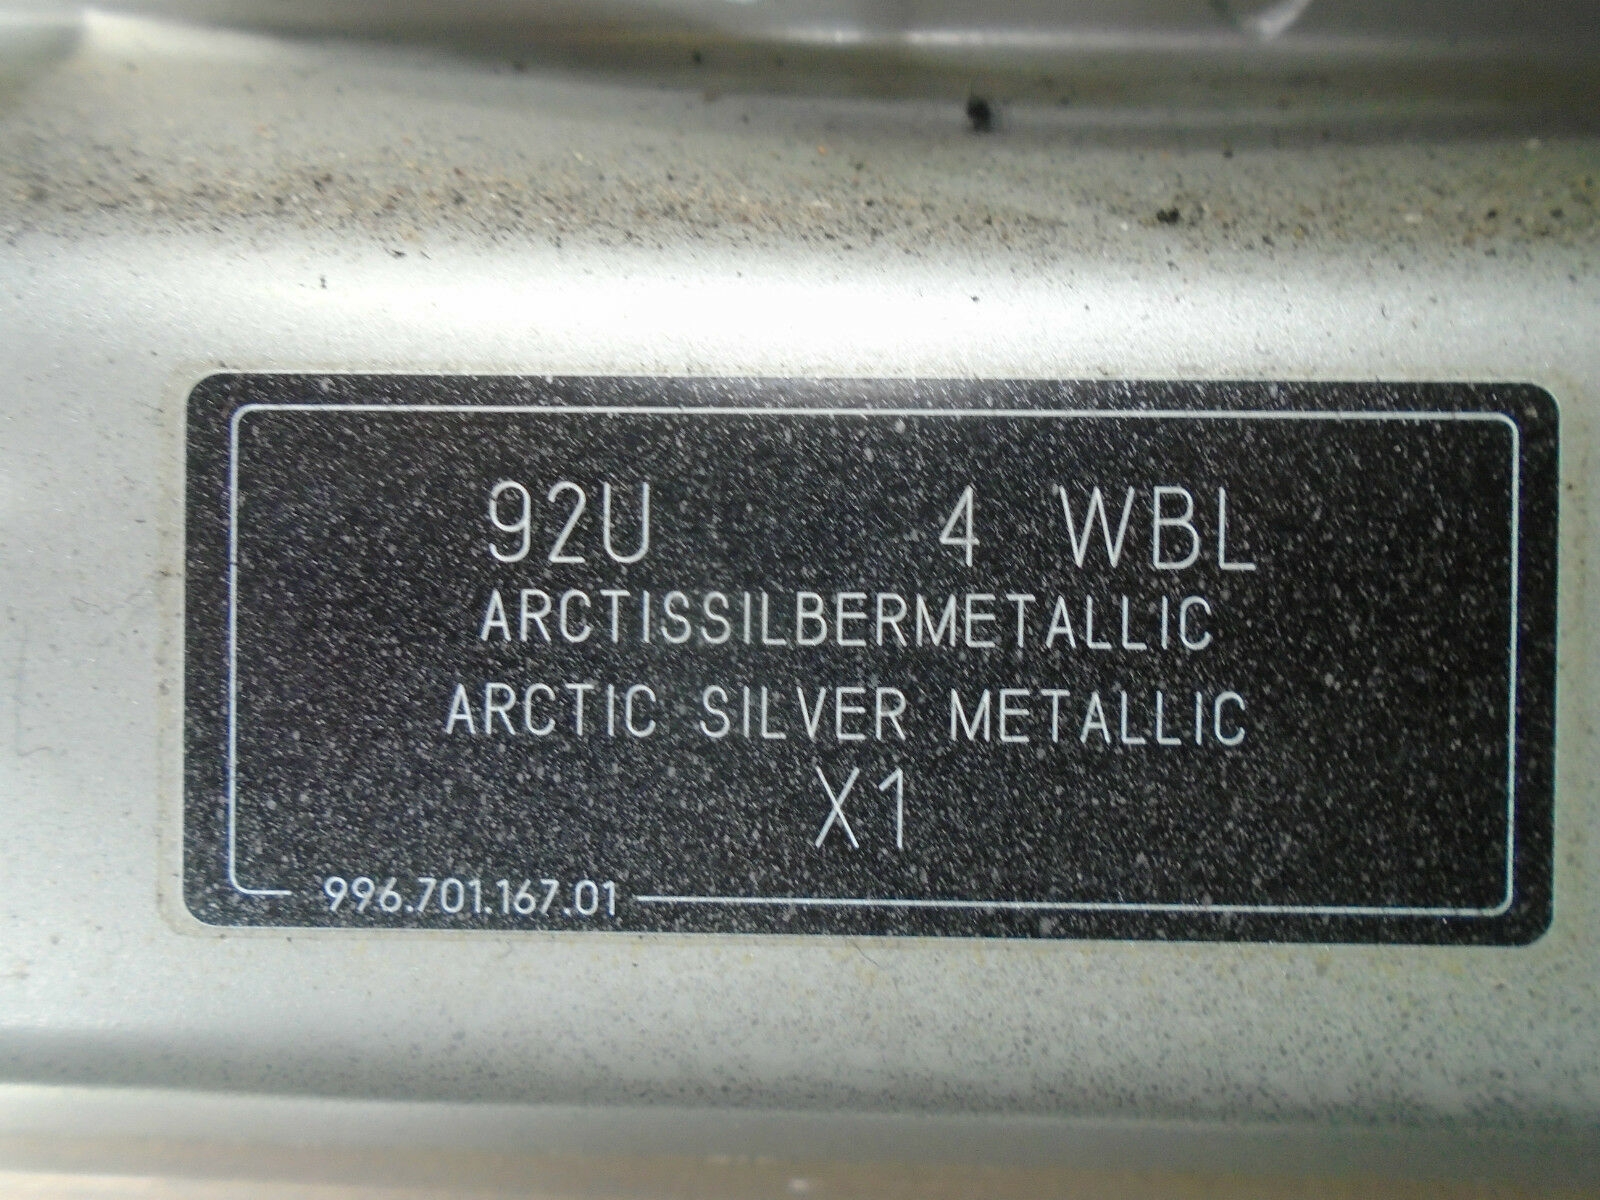 92U 4 WBL
ARCTISSILBERMETALLIC
ARCTIC SILVER METALLIC
X1
996.701.167.01